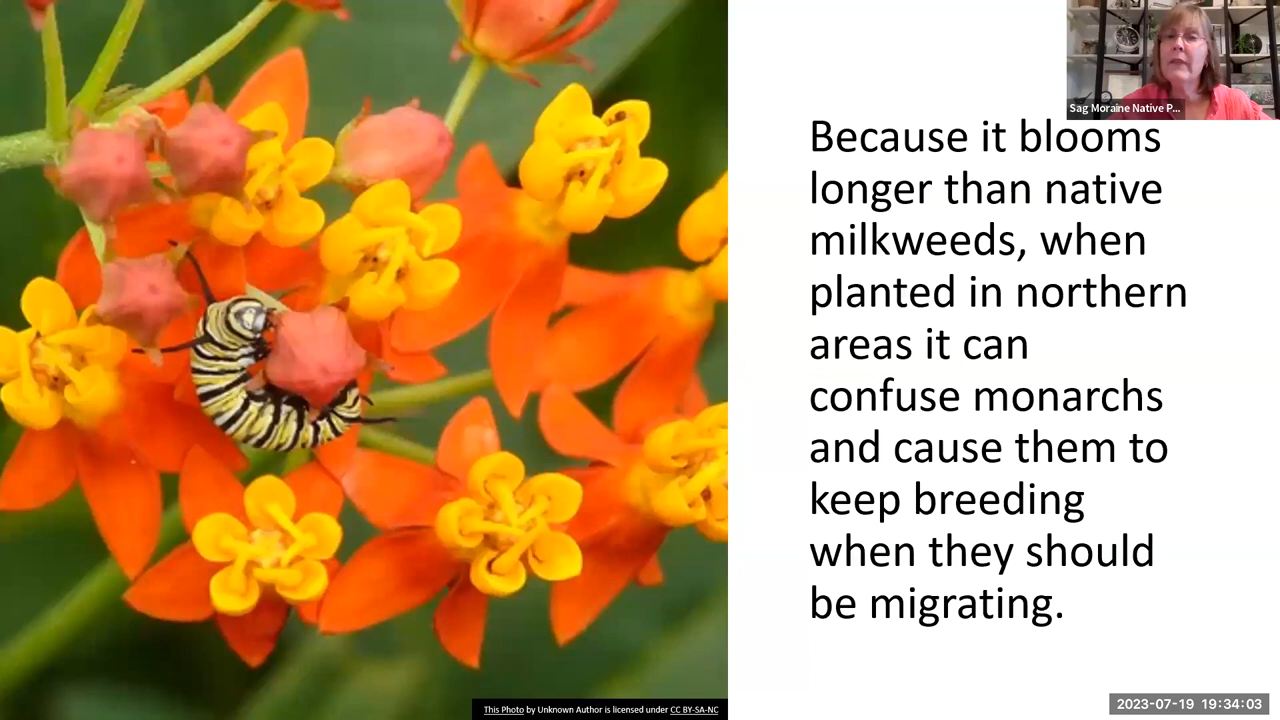 Sag Moraine Native P...
Because it blooms
longer than native
milkweeds, when
planted in northern
areas it can
confuse monarchs
and cause them to
keep breeding
when they should
be migrating.
This Photo by Unknown Author is licensed under CC BY-SA-NC
2023-07-19 19:34:03